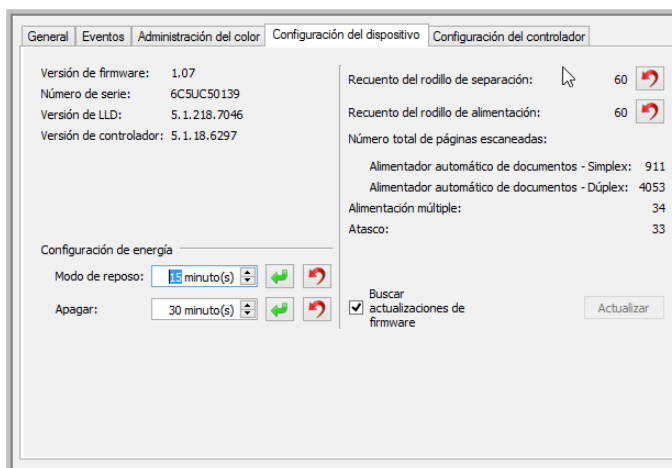 General
Eventos
Administración del color
Configuración del dispositivo
Configuración del controlador
Versión de firmware: 1.07
Número de serie: 6C5UC50139
Versión de LLD: 5.1.218.7046
Versión de controlador: 5.1.18.6297
Configuración de energía
Modo de reposo: 15 minuto(s)
Apagar: 30 minuto(s)
Recuento del rodillo de separación: 60
Recuento del rodillo de alimentación: 60
Número total de páginas escaneadas:
Alimentador automático de documentos - Simplex: 911
Alimentador automático de documentos - Dúplex: 4053
Alimentación múltiple: 34
Atasco: 33
Buscar
actualizaciones de
firmware
Actualizar